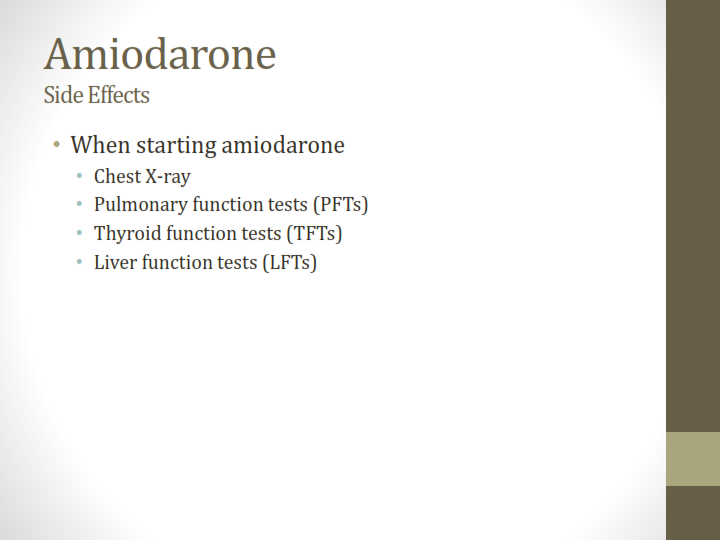 Amiodarone
Side Effects
• When starting amiodarone
• Chest X-ray
• Pulmonary function tests (PFTs)
• Thyroid function tests (TFTs)
• Liver function tests (LFTs)